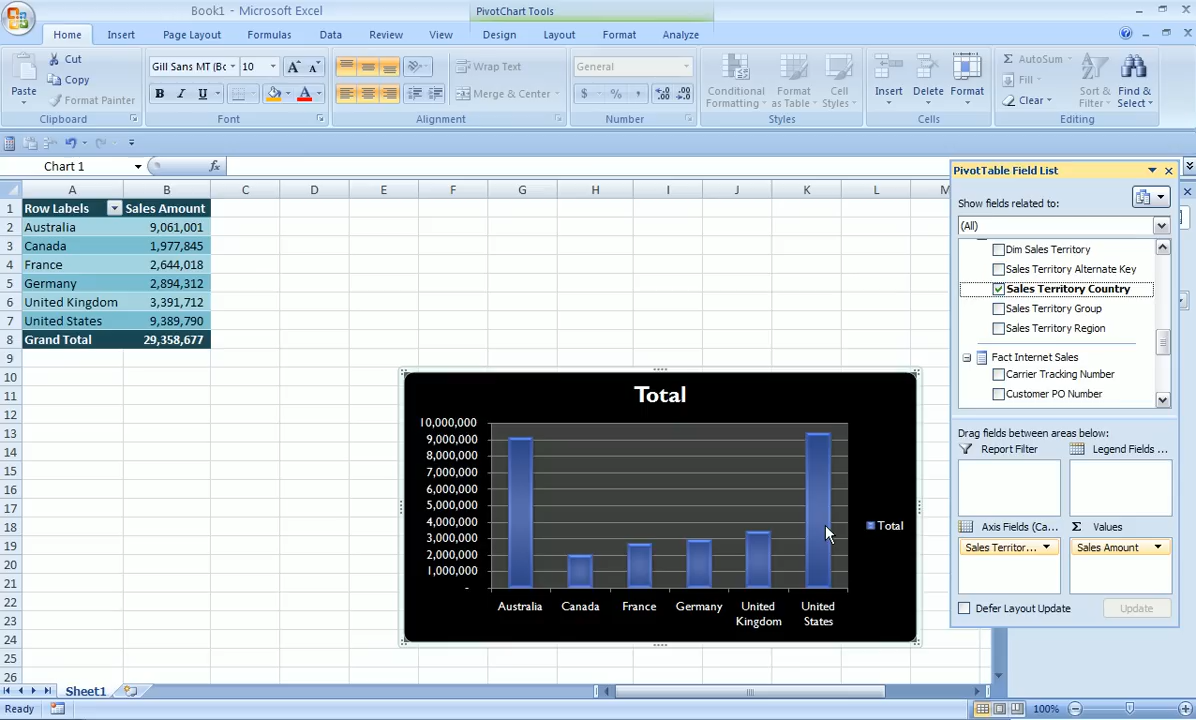 Book1 - Microsoft Excel
PivotChart Tools
Home Insert Page Layout Formulas Data Review View Design Layout Format Analyze
Paste
Cut
Copy
Format Painter
Clipboard
Gill Sans MT (Bc 10
B I U
Font
Wrap Text
Merge & Center
Alignment
General
$ % ,
Number
Conditional Formatting
Format as Table
Cell Styles
Styles
Insert Delete Format
Cells
AutoSum
Fill
Clear
Sort & Filter
Find & Select
Editing
Chart 1
fx
A B C D E F G H I J K L M
1 Row Labels Sales Amount
2 Australia 9,061,001
3 Canada 1,977,845
4 France 2,644,018
5 Germany 2,894,312
6 United Kingdom 3,391,712
7 United States 9,389,790
8 Grand Total 29,358,677
9
10
11
12
13
14
15
16
17
18
19
20
21
22
23
24
25
26
Total
10,000,000
9,000,000
8,000,000
7,000,000
6,000,000
5,000,000
4,000,000
3,000,000
2,000,000
1,000,000
-
Australia Canada France Germany United Kingdom United States
Total
PivotTable Field List
Show fields related to:
(All)
Dim Sales Territory
Sales Territory Alternate Key
Sales Territory Country
Sales Territory Group
Sales Territory Region
Fact Internet Sales
Carrier Tracking Number
Customer PO Number
Drag fields between areas below:
Report Filter
Legend Fields ...
Axis Fields (Ca...
Σ Values
Sales Territor...
Sales Amount
Defer Layout Update
Update
Sheet1
Ready
100%